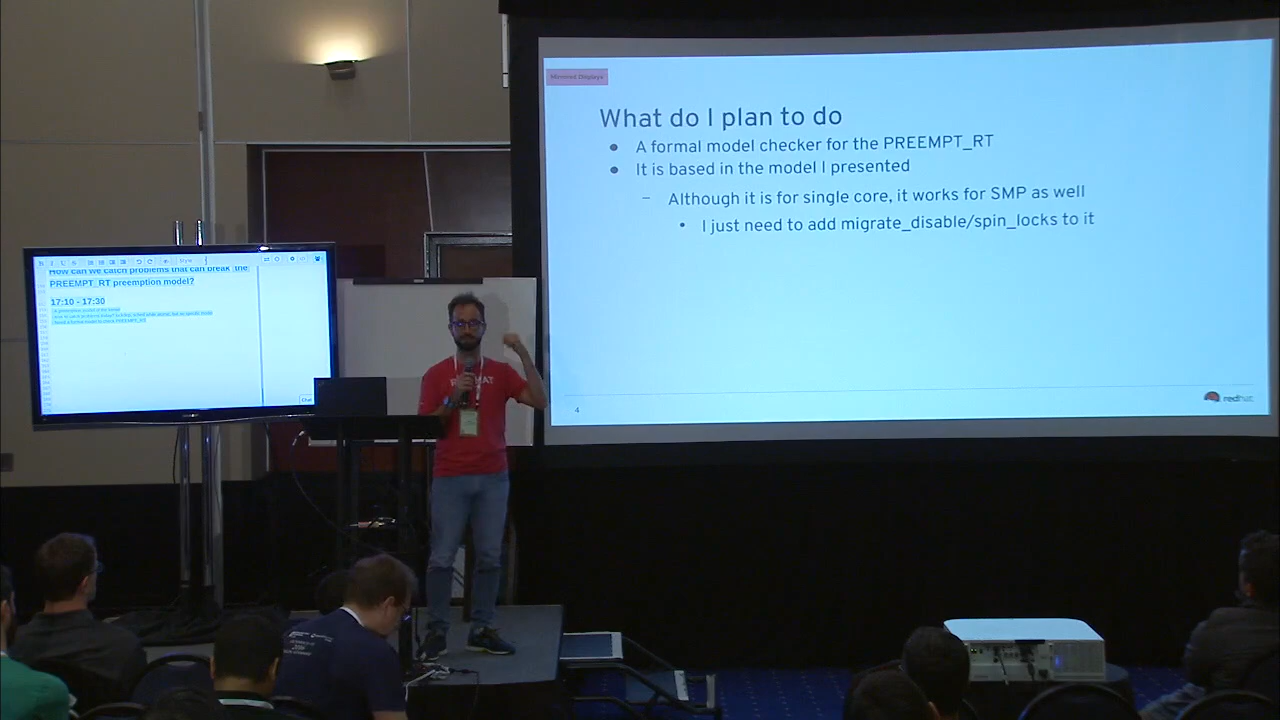 Mirrored Displays
What do I plan to do
A formal model checker for the PREEMPT_RT
It is based in the model I presented
Although it is for single core, it works for SMP as well
I just need to add migrate_disable/spin_locks to it
4
redhat
Style
How can we catch problems that can break the
PREEMPT_RT preemption model?
17:10 - 17:30
Chat